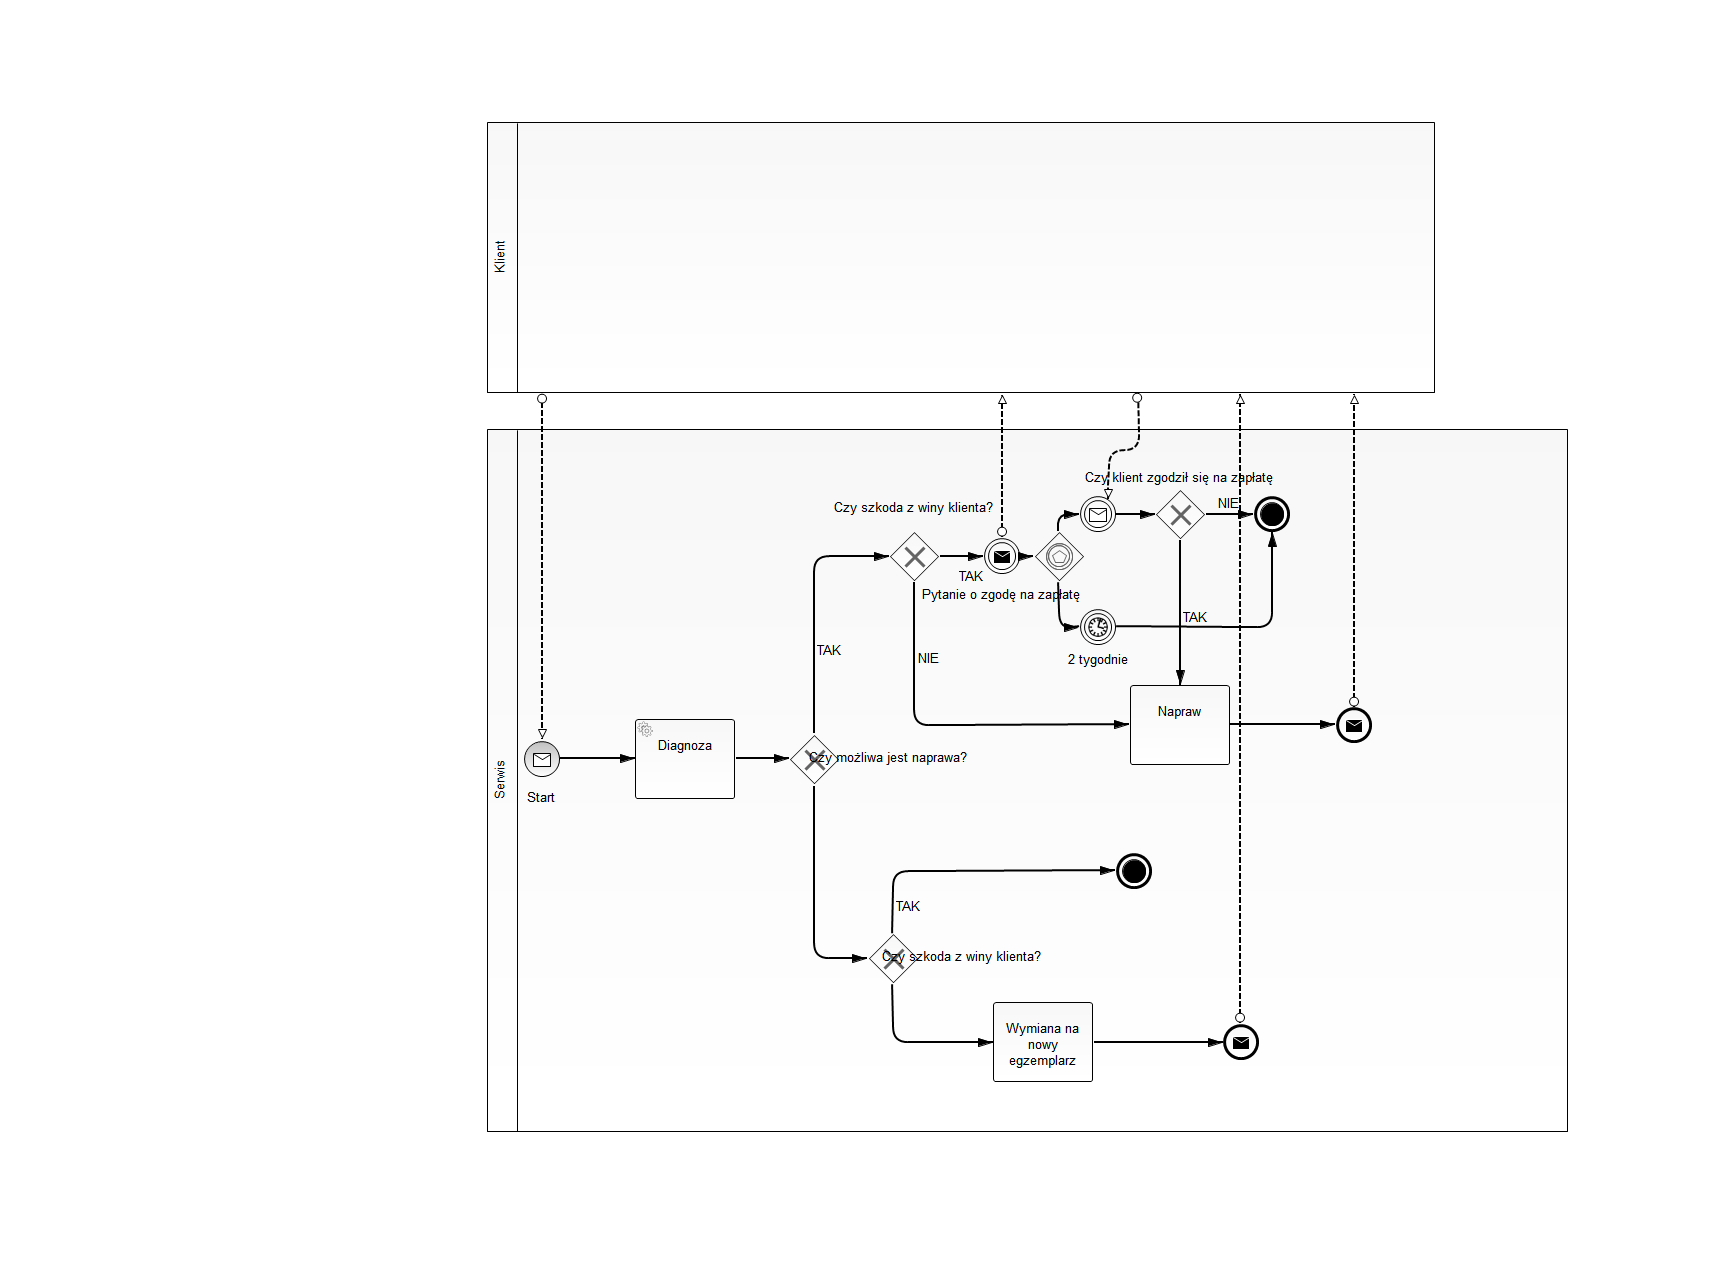 Klient
Serwis
Czy klient zgodził się na zapłatę
NIE
Czy szkoda z winy klienta?
TAK
Pytanie o zgodę na zapłatę
TAK
2 tygodnie
TAK
NIE
Napraw
Diagnoza
Czy możliwa jest naprawa?
Start
TAK
Czy szkoda z winy klienta?
Wymiana na
nowy
egzemplarz